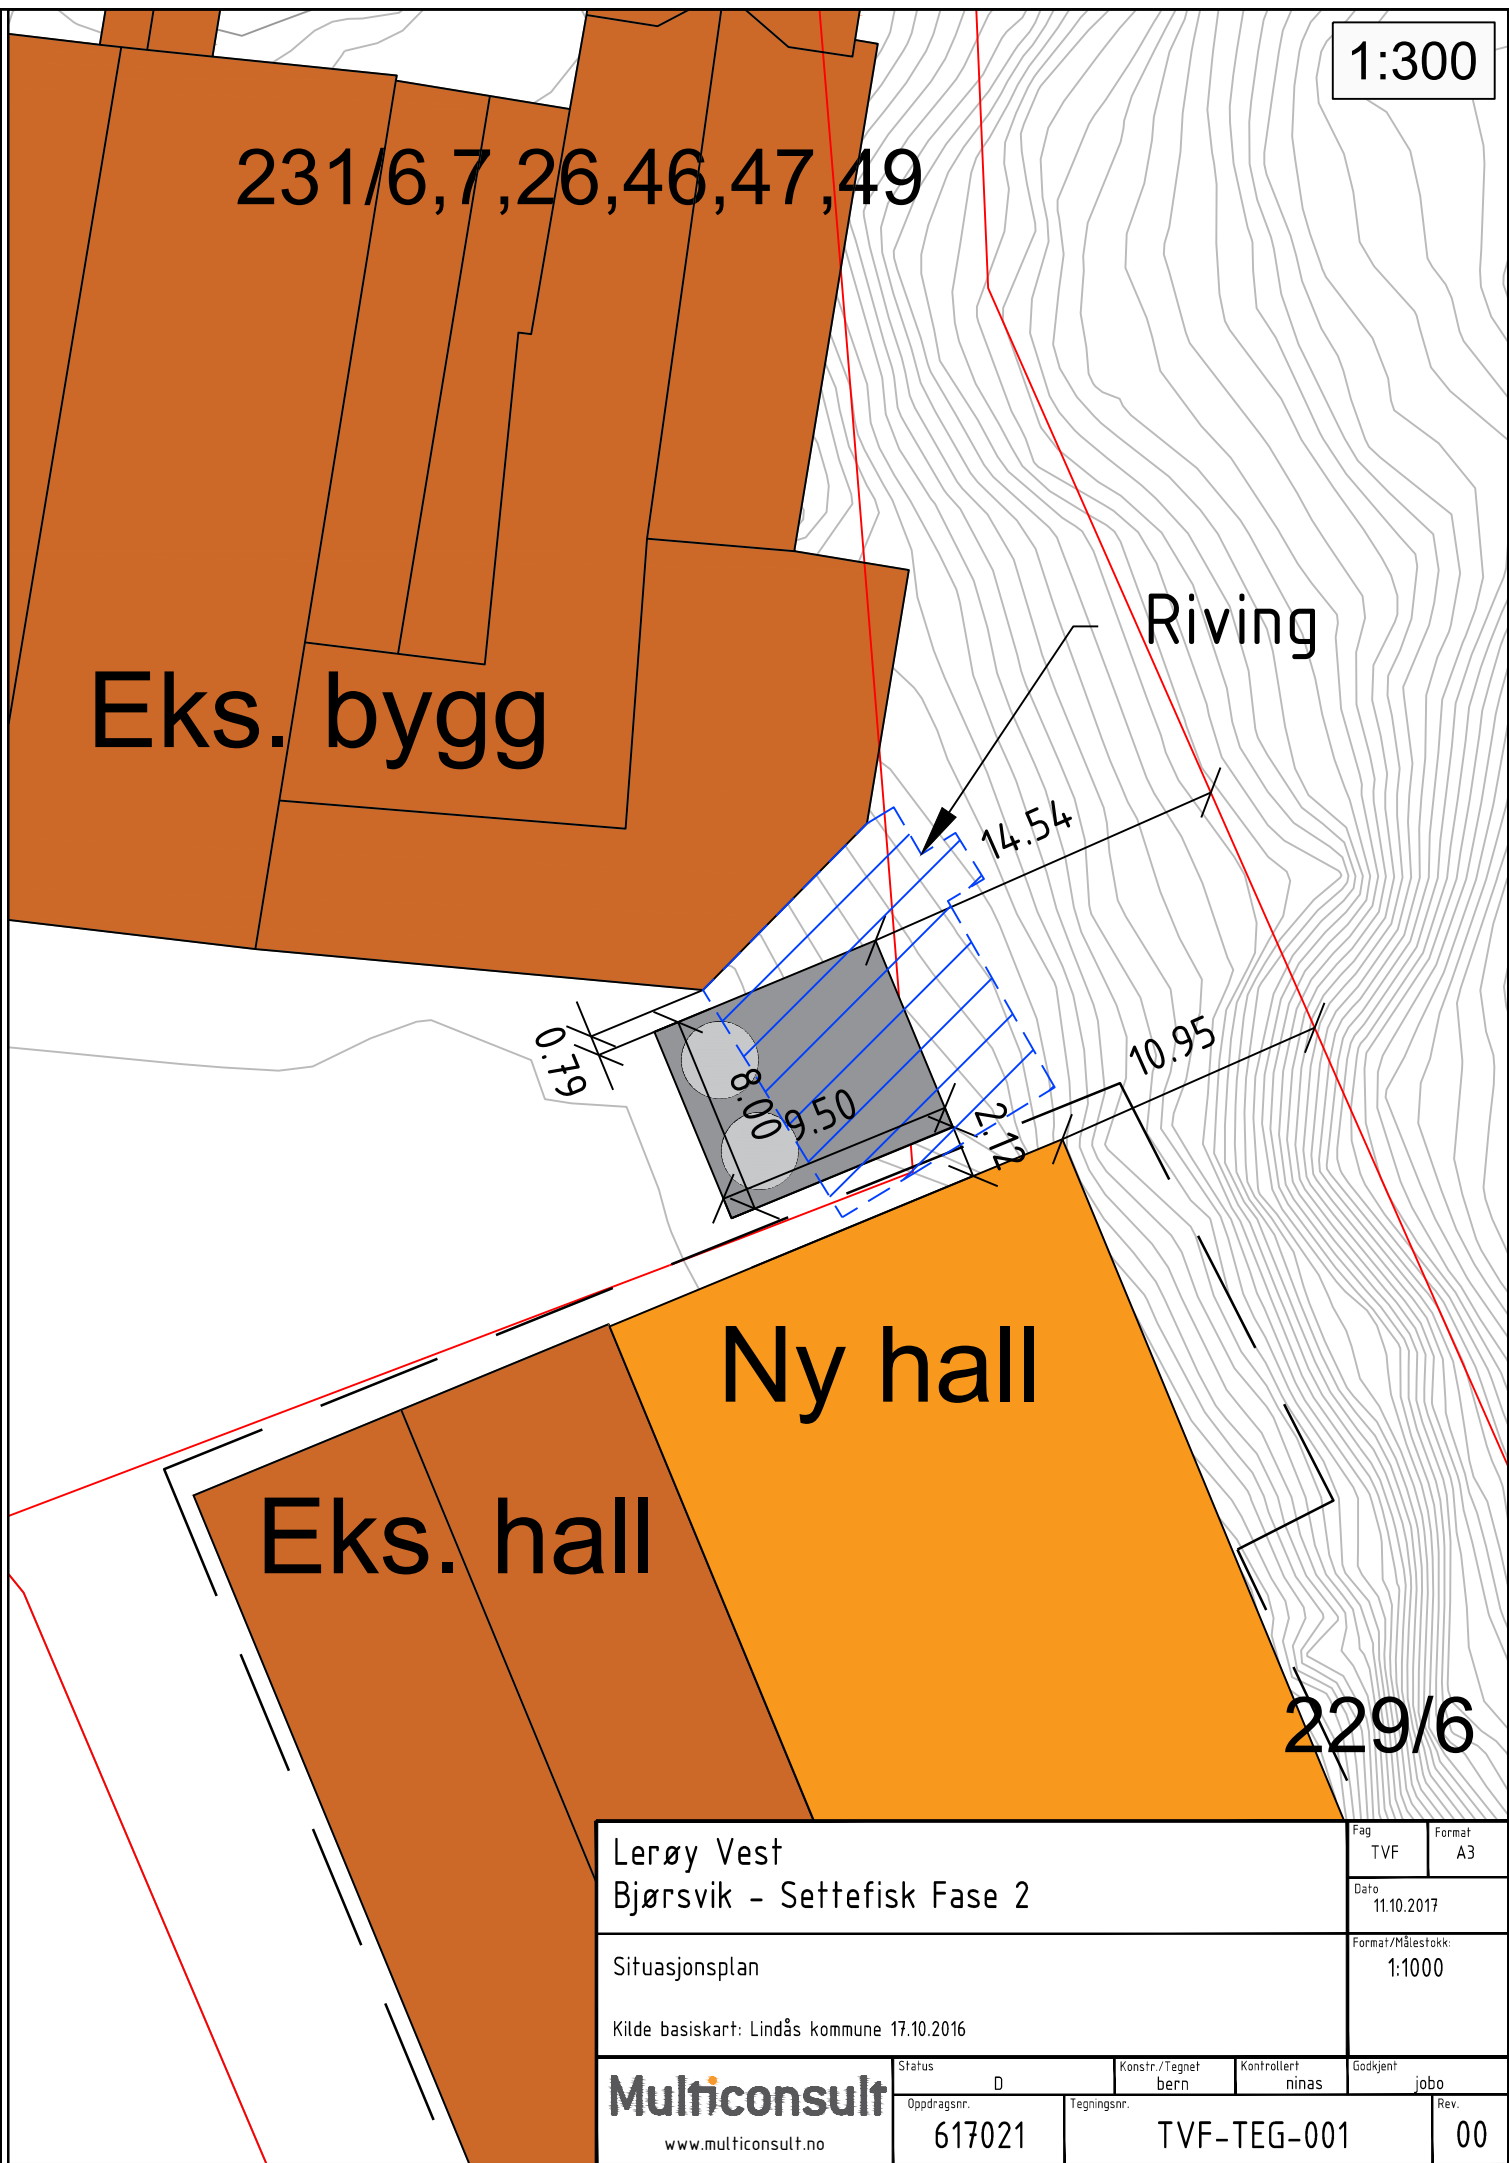 1:300
231/6,7,26,46,47,49
Riving
Eks. bygg
14.54
0.79
8.00
9.50
2.12
10.95
Ny hall
Eks. hall
229/6
Lerøy Vest
Bjørsvik - Settefisk Fase 2
Fag
TVF
Format
A3
Dato
11.10.2017
Situasjonsplan
Format/Målestokk:
1:1000
Kilde basiskart: Lindås kommune 17.10.2016
Multiconsult
www.multiconsult.no
Status
D
Konstr./Tegnet
bern
Kontrollert
ninas
Godkjent
jobo
Oppdragsnr.
617021
Tegningsnr.
TVF-TEG-001
Rev.
00